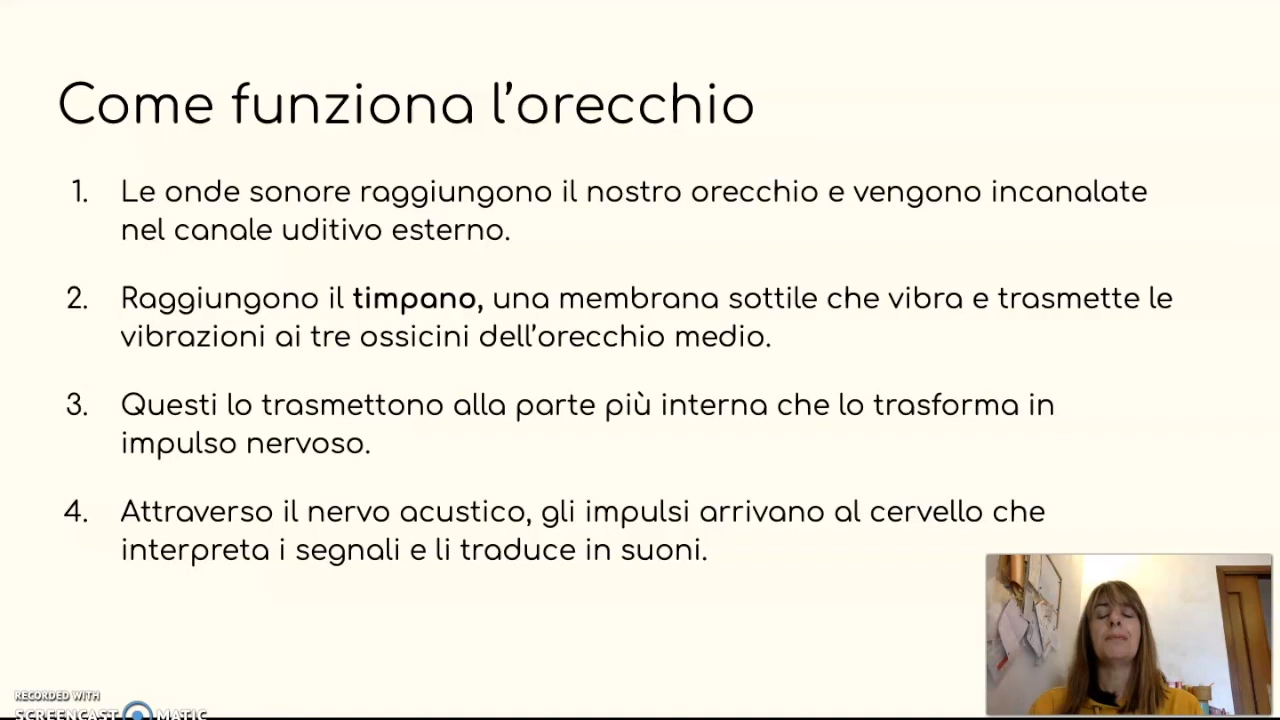 Come funziona l’orecchio
1. Le onde sonore raggiungono il nostro orecchio e vengono incanalate
nel canale uditivo esterno.
2. Raggiungono il timpano, una membrana sottile che vibra e trasmette le
vibrazioni ai tre ossicini dell’orecchio medio.
3. Questi lo trasmettono alla parte più interna che lo trasforma in
impulso nervoso.
4. Attraverso il nervo acustico, gli impulsi arrivano al cervello che
interpreta i segnali e li traduce in suoni.
RECORDED WITH
SCREENCAST MATIC